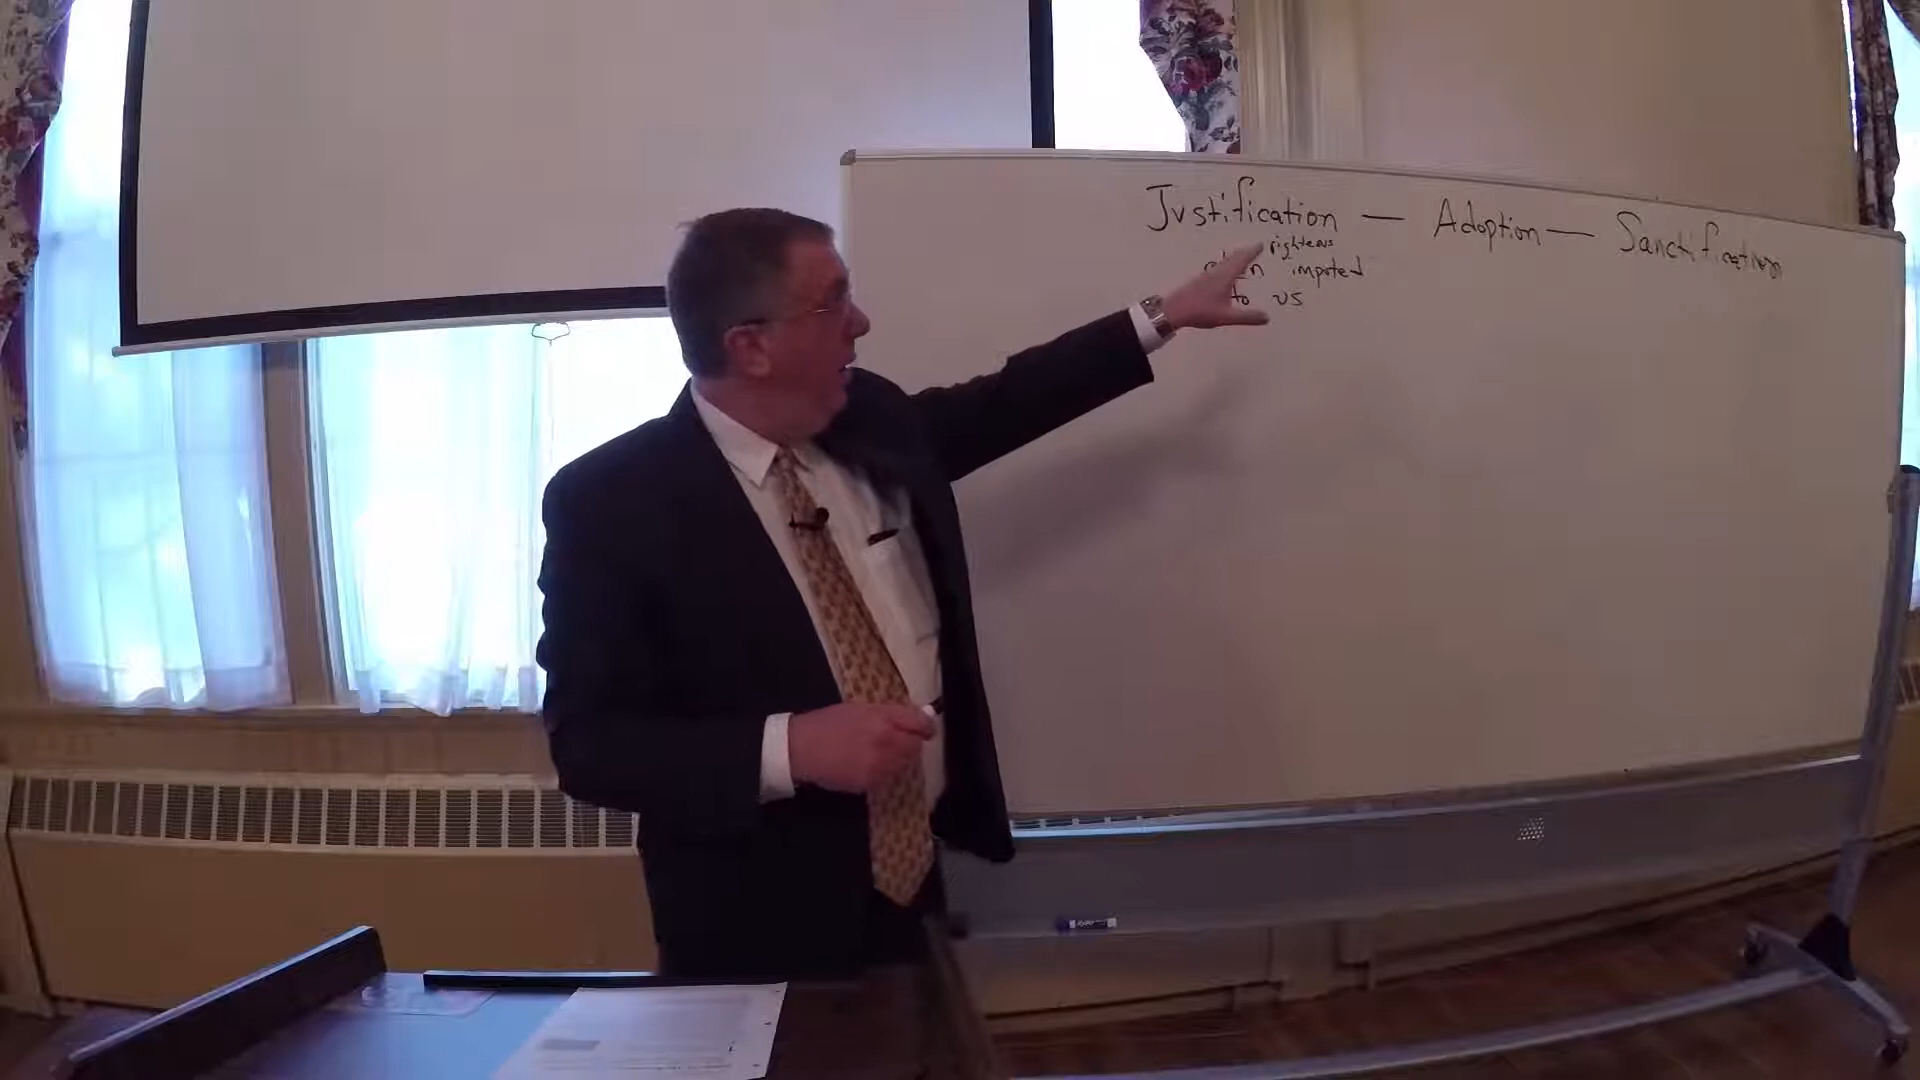 Justification — Adoption — Sanctification
righteous
imputed
to us